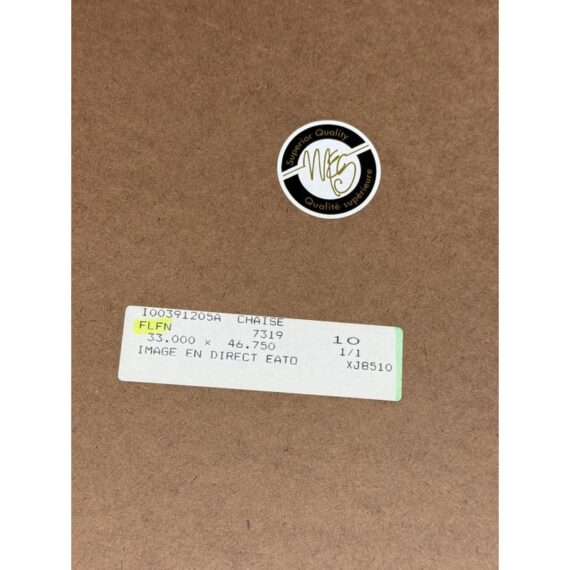 Superior Quality
Qualité supérieure
I00391205A CHAISE
FLFN 7319 10
33.000 x 46.750 1/1
IMAGE EN DIRECT EATO XJ8510